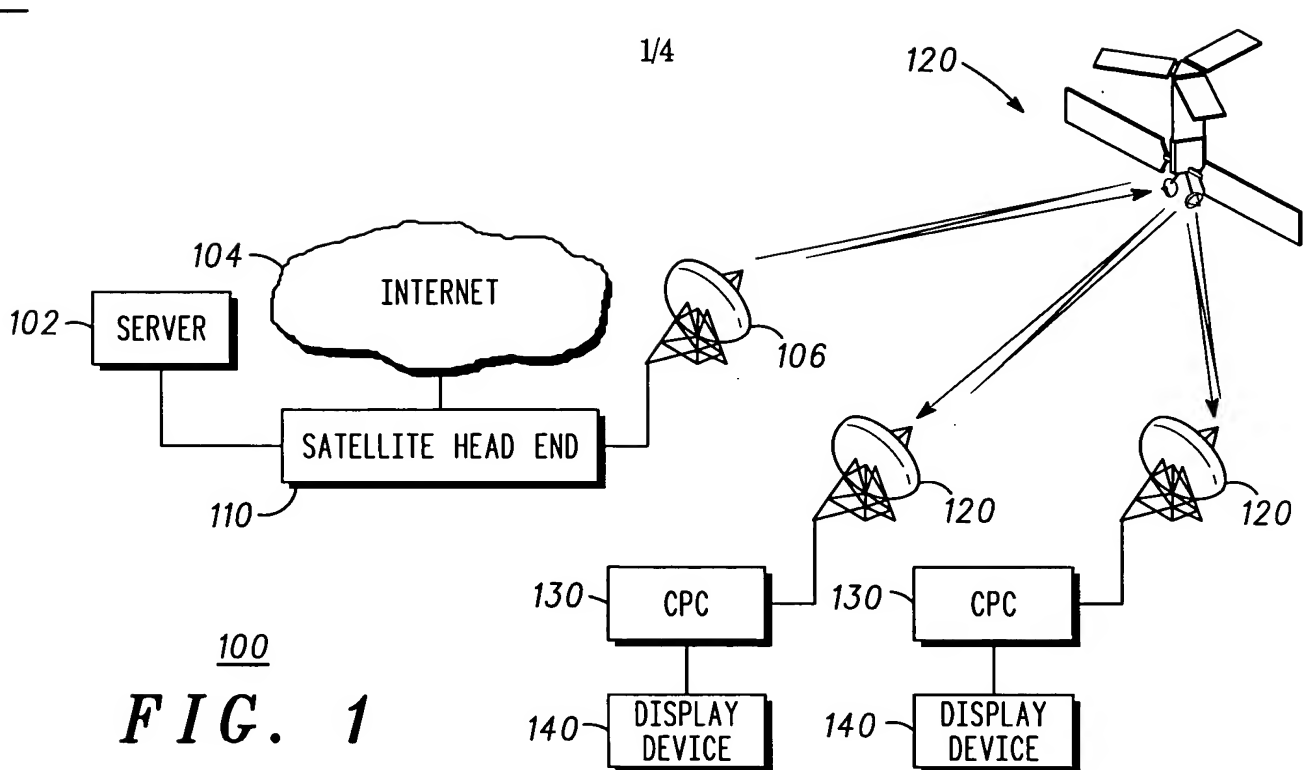 1/4
120
104
INTERNET
102
SERVER
106
SATELLITE HEAD END
110
120
120
130
CPC
130
CPC
100
FIG. 1
140
DISPLAY
DEVICE
140
DISPLAY
DEVICE